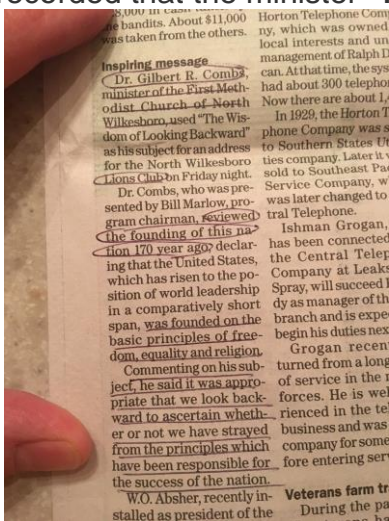 recorded that the minister
8,000 in cash
he bandits. About $11,000
was taken from the others.
Inspiring message
Dr. Gilbert R. Combs,
minister of the First Meth-
odist Church of North
Wilkesboro, used "The Wis-
dom of Looking Backward"
as his subject for an address
for the North Wilkesboro
Lions Club on Friday night.
Dr. Combs, who was pre-
sented by Bill Marlow, pro-
gram chairman, reviewed
the founding of this na-
tion 170 year ago, declar-
ing that the United States,
which has risen to the po-
sition of world leadership
in a comparatively short
span, was founded on the
basic principles of free-
dom, equality and religion.
Commenting on his sub-
ject, he said it was appro-
priate that we look back-
ward to ascertain wheth-
er or not we have strayed
from the principles which
have been responsible for
the success of the nation.
W.O. Absher, recently in-
stalled as president of the
Horton Telephone Com
ny, which was owned
local interests and un
management of Ralph D
can. At that time, the sys
had about 300 telepho
Now there are about 1,
In 1929, the Horton T
phone Company was s
to Southern States Ut
ties company. Later it w
sold to Southeast Pa
Service Company, w
was later changed to
tral Telephone.
Ishman Grogan,
has been connected
the Central Telep
Company at Leaks
Spray, will succeed
dy as manager of th
branch and is expe
begin his duties nex
Grogan recen
turned from a long
of service in the
forces. He is wel
rienced in the te
business and was
company for some
fore entering ser
Veterans farm tr
During the pa